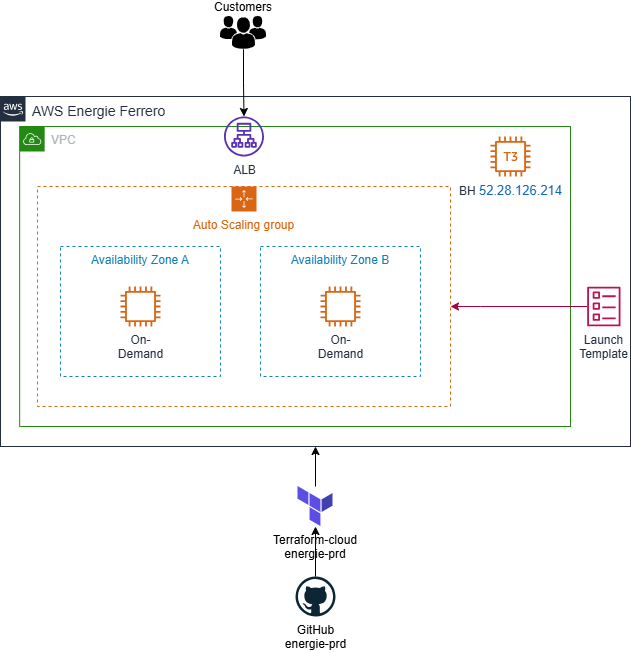 Customers
aws
AWS Energie Ferrero
VPC
ALB
T3
BH 52.28.126.214
Auto Scaling group
Availability Zone A
Availability Zone B
On-
Demand
On-
Demand
Launch
Template
Terraform-cloud
energie-prd
GitHub
energie-prd